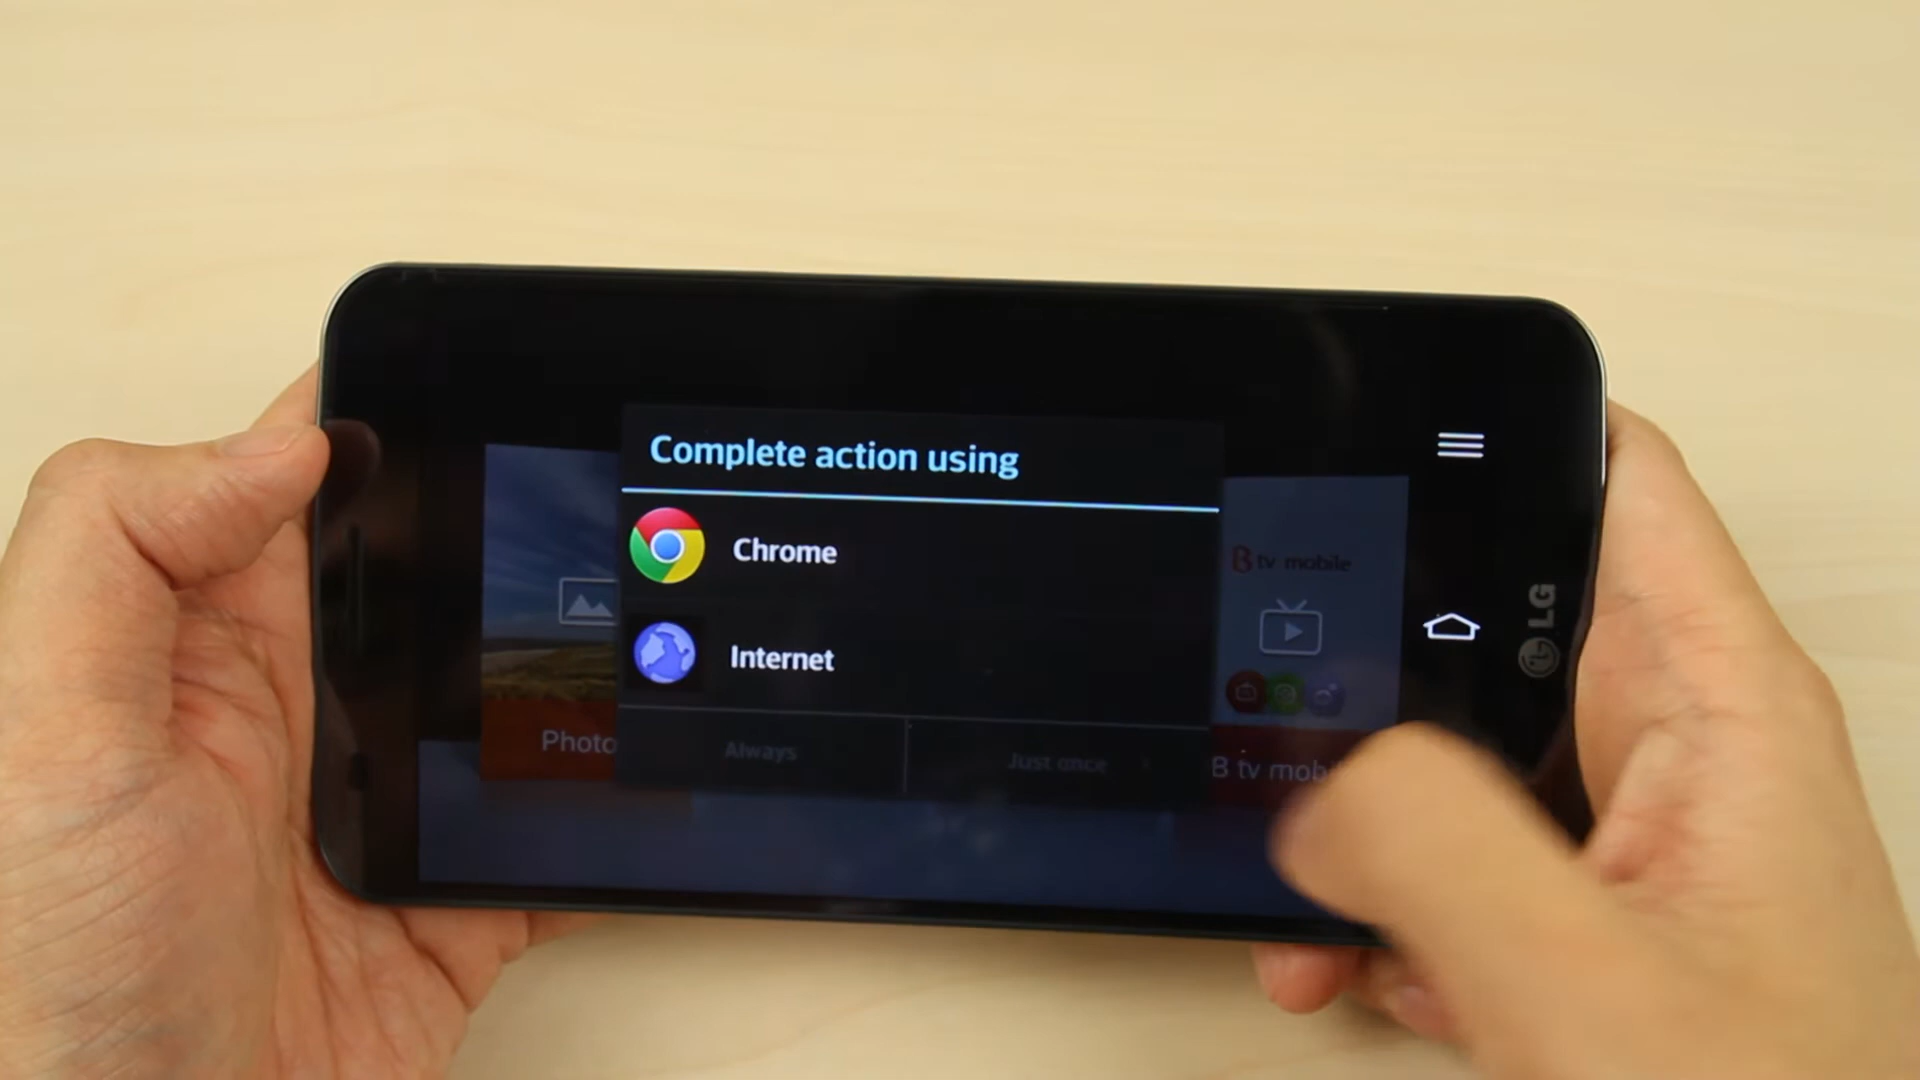 Complete action using
Chrome
Internet
Always
Just once
Photo
B tv mobile
B tv mob
LG